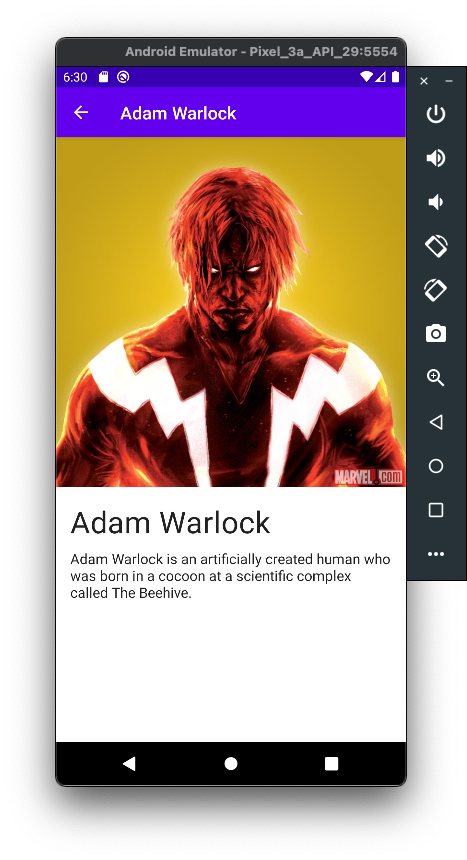 Android Emulator - Pixel_3a_API_29:5554
6:30
Adam Warlock
MARVEL.com
Adam Warlock
Adam Warlock is an artificially created human who
was born in a cocoon at a scientific complex
called The Beehive.